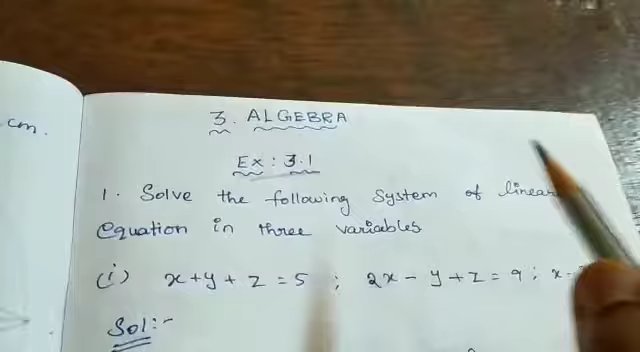 cm.
3. ALGEBRA
Ex: 3.1
1. Solve the following System of linear
equation in three variables
(i) x+y+z=5 ; 2x-y+z=9; x-
Sol:-